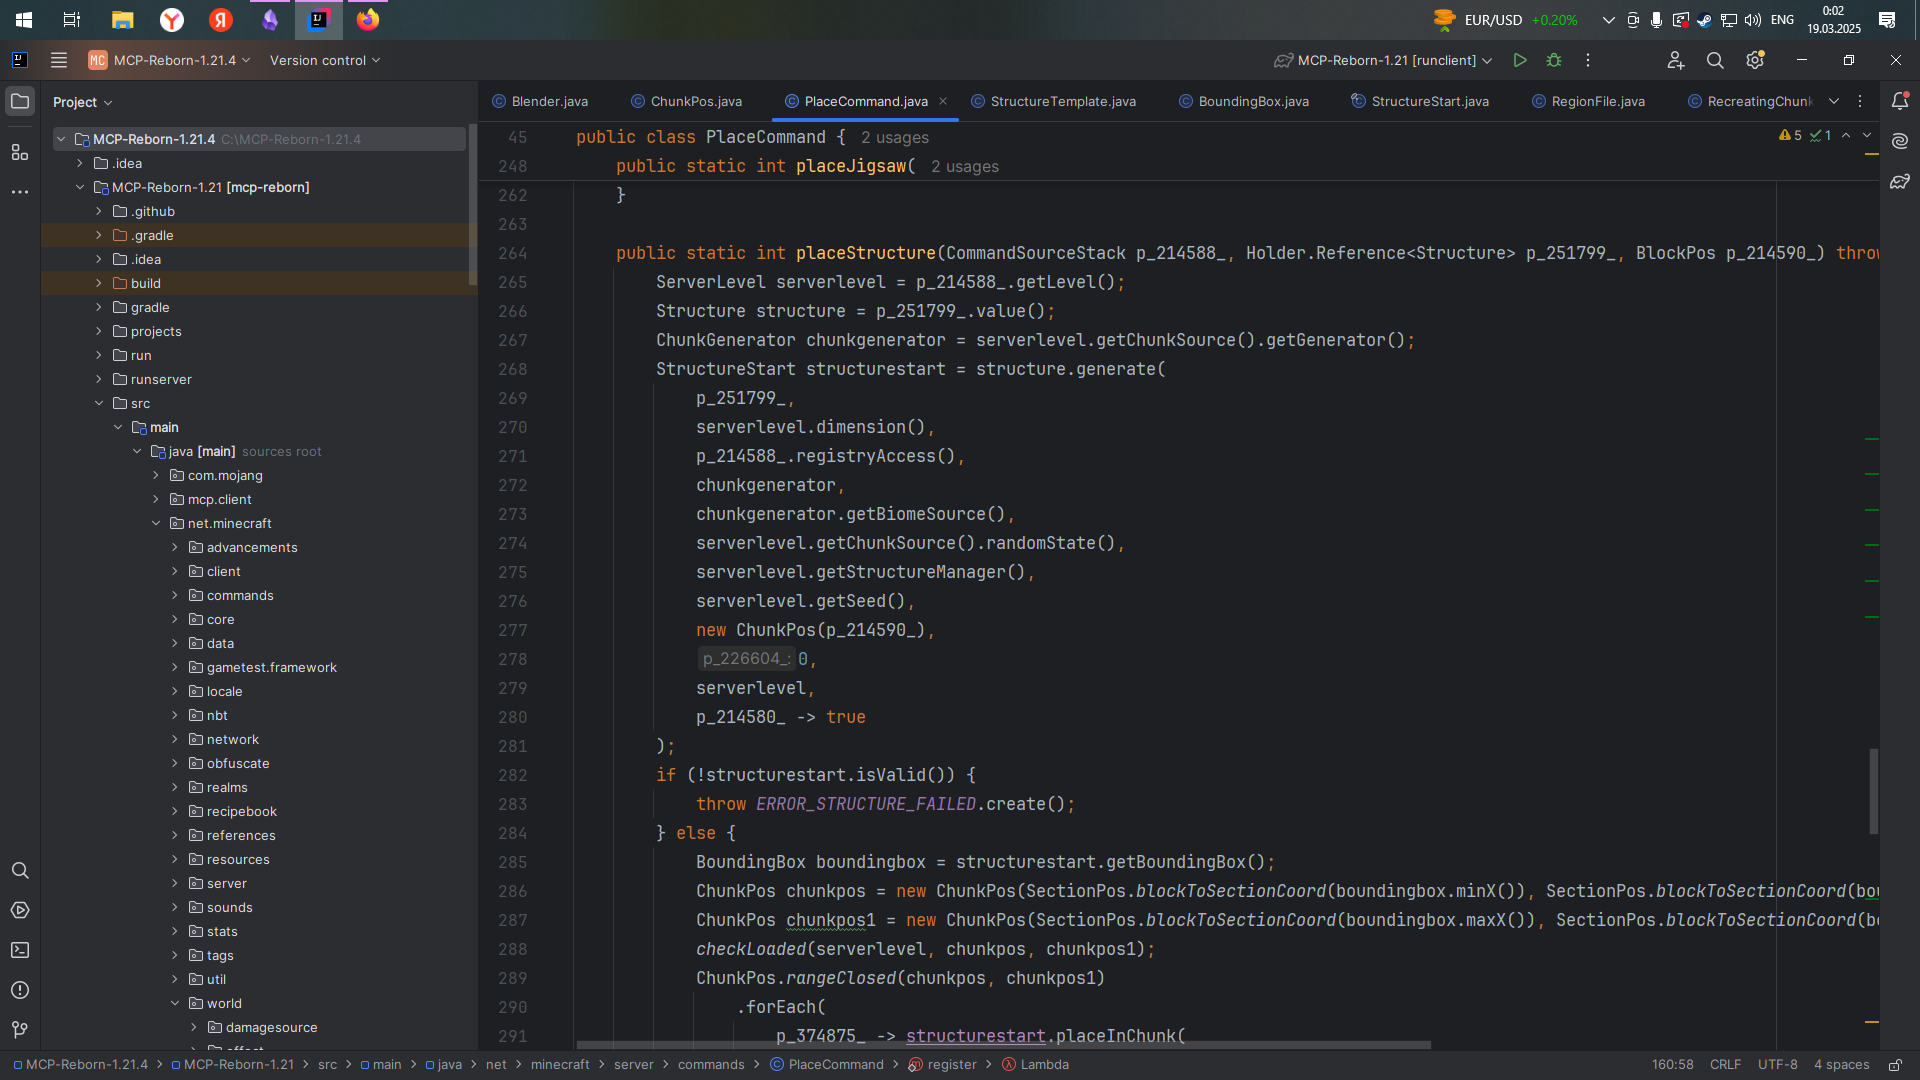 EUR/USD +0.20%
ENG
0:02
19.03.2025
MC MCP-Reborn-1.21.4
Version control
MCP-Reborn-1.21 [runclient]
Project
Blender.java
ChunkPos.java
PlaceCommand.java
StructureTemplate.java
BoundingBox.java
StructureStart.java
RegionFile.java
RecreatingChunk
MCP-Reborn-1.21.4 C:\MCP-Reborn-1.21.4
.idea
MCP-Reborn-1.21 [mcp-reborn]
.github
.gradle
.idea
build
gradle
projects
run
runserver
src
main
java [main] sources root
com.mojang
mcp.client
net.minecraft
advancements
client
commands
core
data
gametest.framework
locale
nbt
network
obfuscate
realms
recipebook
references
resources
server
sounds
stats
tags
util
world
damagesource
5 1
45 public class PlaceCommand { 2 usages
248 public static int placeJigsaw( 2 usages
262 }
263
264 public static int placeStructure(CommandSourceStack p_214588_, Holder.Reference<Structure> p_251799_, BlockPos p_214590_) throw
265 ServerLevel serverlevel = p_214588_.getLevel();
266 Structure structure = p_251799_.value();
267 ChunkGenerator chunkgenerator = serverlevel.getChunkSource().getGenerator();
268 StructureStart structurestart = structure.generate(
269 p_251799_,
270 serverlevel.dimension(),
271 p_214588_.registryAccess(),
272 chunkgenerator,
273 chunkgenerator.getBiomeSource(),
274 serverlevel.getChunkSource().randomState(),
275 serverlevel.getStructureManager(),
276 serverlevel.getSeed(),
277 new ChunkPos(p_214590_),
278 p_226604_: 0,
279 serverlevel,
280 p_214580_ -> true
281 );
282 if (!structurestart.isValid()) {
283 throw ERROR_STRUCTURE_FAILED.create();
284 } else {
285 BoundingBox boundingbox = structurestart.getBoundingBox();
286 ChunkPos chunkpos = new ChunkPos(SectionPos.blockToSectionCoord(boundingbox.minX()), SectionPos.blockToSectionCoord(bou
287 ChunkPos chunkpos1 = new ChunkPos(SectionPos.blockToSectionCoord(boundingbox.maxX()), SectionPos.blockToSectionCoord(bo
288 checkLoaded(serverlevel, chunkpos, chunkpos1);
289 ChunkPos.rangeClosed(chunkpos, chunkpos1)
290 .forEach(
291 p_374875_ -> structurestart.placeInChunk(
MCP-Reborn-1.21.4 > MCP-Reborn-1.21 > src > main > java > net > minecraft > server > commands > PlaceCommand > register > Lambda
160:58 CRLF UTF-8 4 spaces